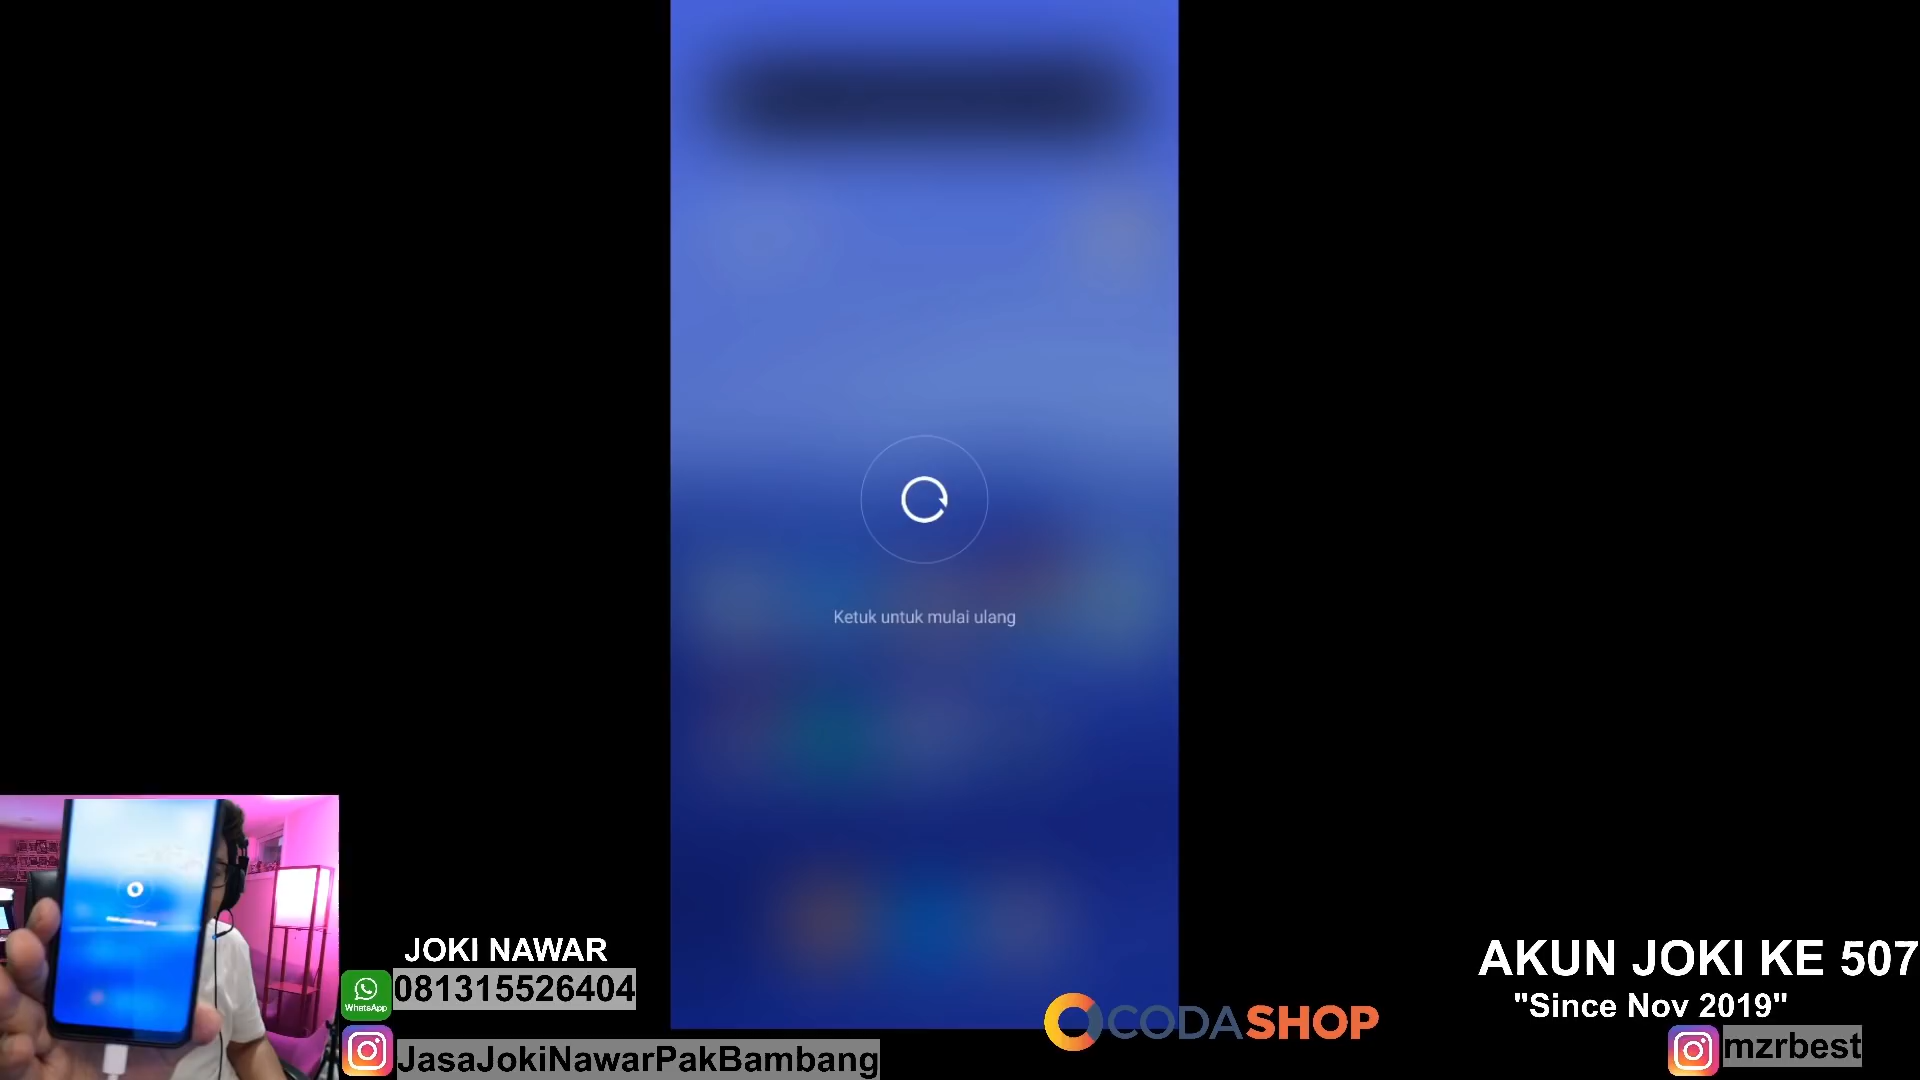 Ketuk untuk mulai ulang
JOKI NAWAR
WhatsApp
081315526404
JasaJokiNawarPakBambang
CODASHOP
AKUN JOKI KE 507
"Since Nov 2019"
mzrbest